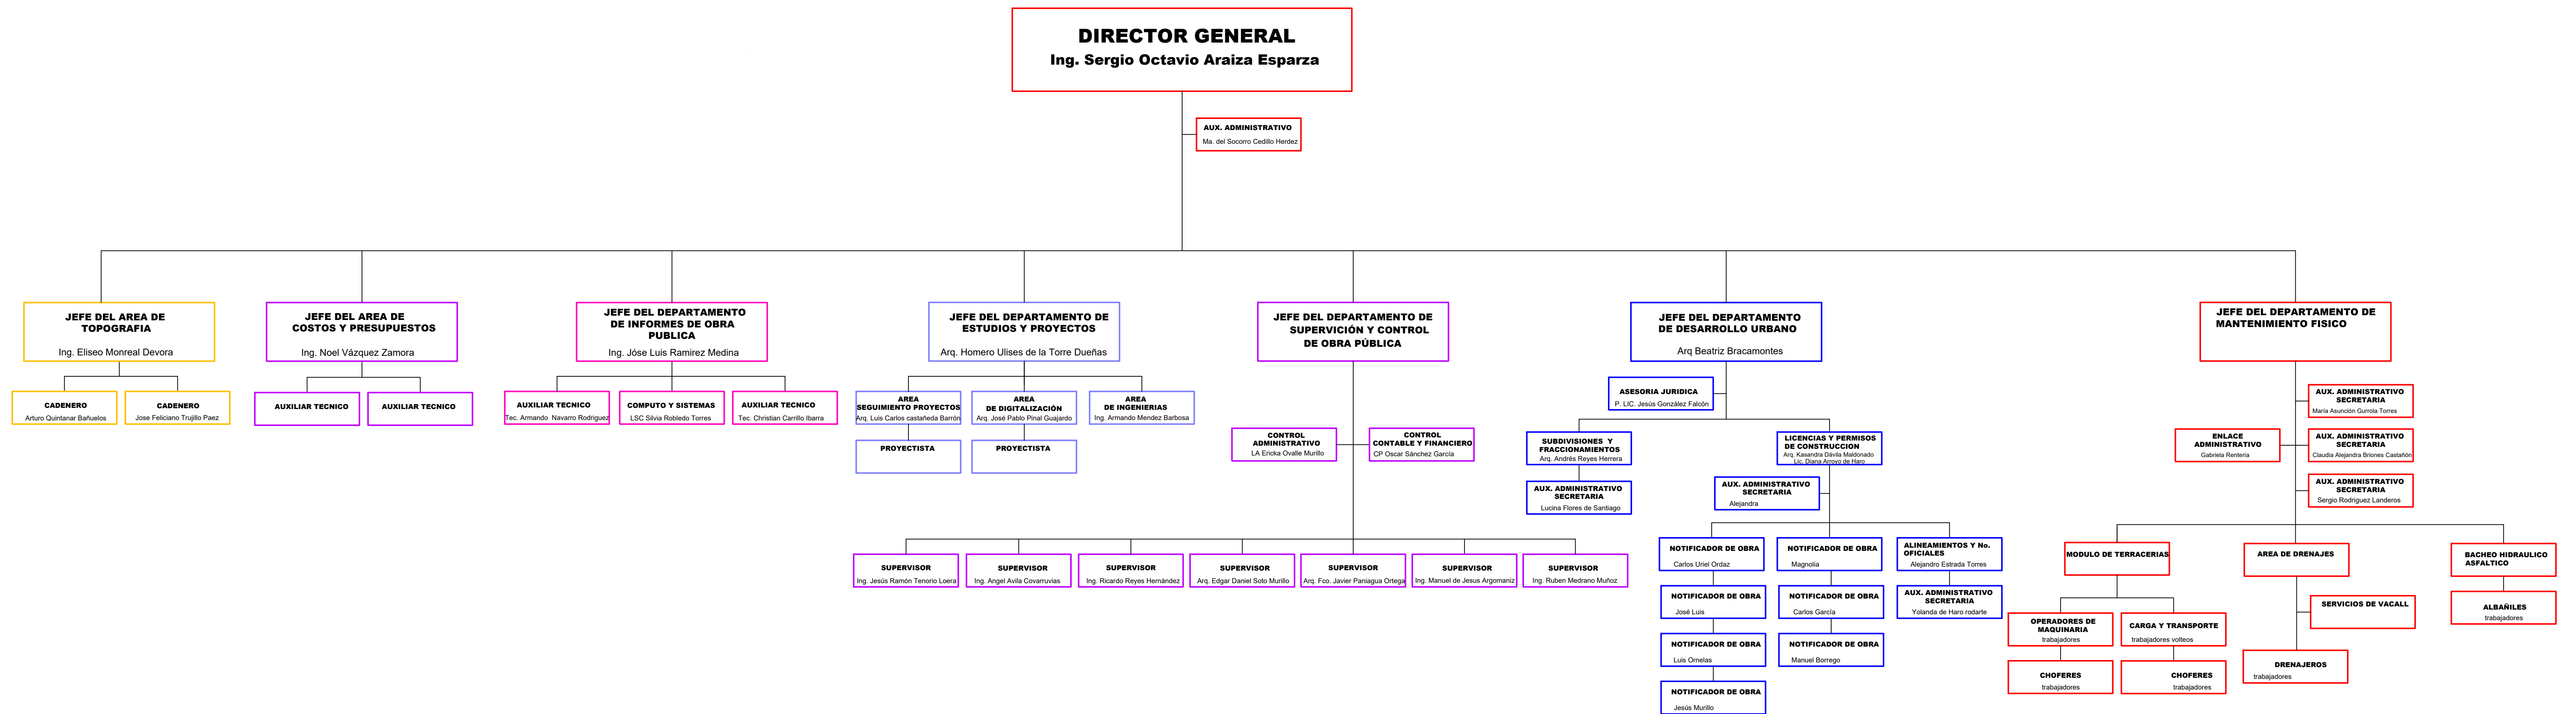 DIRECTOR GENERAL
Ing. Sergio Octavio Araiza Esparza
AUX. ADMINISTRATIVO
Ma. del Socorro Cedillo Herdez
JEFE DEL AREA DE
TOPOGRAFIA
Ing. Eliseo Monreal Devora
CADENERO
Arturo Quintanar Bañuelos
CADENERO
Jose Feliciano Trujillo Paez
JEFE DEL AREA DE
COSTOS Y PRESUPUESTOS
Ing. Noel Vázquez Zamora
AUXILIAR TECNICO
AUXILIAR TECNICO
JEFE DEL DEPARTAMENTO
DE INFORMES DE OBRA
PUBLICA
Ing. Jóse Luis Ramirez Medina
AUXILIAR TECNICO
Tec. Armando Navarro Rodriguez
COMPUTO Y SISTEMAS
LSC Silvia Robledo Torres
AUXILIAR TECNICO
Tec. Christian Carrillo Ibarra
JEFE DEL DEPARTAMENTO DE
ESTUDIOS Y PROYECTOS
Arq. Homero Ulises de la Torre Dueñas
AREA
SEGUIMIENTO PROYECTOS
Arq. Luis Carlos castañeda Barrón
PROYECTISTA
AREA
DE DIGITALIZACIÓN
Arq. José Pablo Pinal Guajardo
PROYECTISTA
AREA
DE INGENIERIAS
Ing. Armando Mendez Barbosa
JEFE DEL DEPARTAMENTO DE
SUPERVICIÓN Y CONTROL
DE OBRA PÚBLICA
CONTROL
ADMINISTRATIVO
LA Ericka Ovalle Murillo
CONTROL
CONTABLE Y FINANCIERO
CP Oscar Sánchez García
SUPERVISOR
Ing. Jesús Ramón Tenorio Loera
SUPERVISOR
Ing. Angel Avila Covarruvias
SUPERVISOR
Ing. Ricardo Reyes Hernández
SUPERVISOR
Arq. Edgar Daniel Soto Murillo
SUPERVISOR
Arq. Fco. Javier Paniagua Ortega
SUPERVISOR
Ing. Manuel de Jesus Argomaniz
SUPERVISOR
Ing. Ruben Medrano Muñoz
JEFE DEL DEPARTAMENTO
DE DESARROLLO URBANO
Arq Beatriz Bracamontes
ASESORIA JURIDICA
P. LIC. Jesús González Falcón
SUBDIVISIONES Y
FRACCIONAMIENTOS
Arq. Andrés Reyes Herrera
AUX. ADMINISTRATIVO
SECRETARIA
Lucina Flores de Santiago
LICENCIAS Y PERMISOS
DE CONSTRUCCION
Arq. Kasandra Dávila Maldonado
Lic. Diana Arroyo de Haro
AUX. ADMINISTRATIVO
SECRETARIA
Alejandra
NOTIFICADOR DE OBRA
Carlos Uriel Ordaz
NOTIFICADOR DE OBRA
José Luis
NOTIFICADOR DE OBRA
Luis Ornelas
NOTIFICADOR DE OBRA
Jesús Murillo
NOTIFICADOR DE OBRA
Magnolia
NOTIFICADOR DE OBRA
Carlos García
NOTIFICADOR DE OBRA
Manuel Borrego
ALINEAMIENTOS Y No.
OFICIALES
Alejandro Estrada Torres
AUX. ADMINISTRATIVO
SECRETARIA
Yolanda de Haro rodarte
JEFE DEL DEPARTAMENTO DE
MANTENIMIENTO FISICO
AUX. ADMINISTRATIVO
SECRETARIA
María Asunción Gurrola Torres
ENLACE
ADMINISTRATIVO
Gabriela Renteria
AUX. ADMINISTRATIVO
SECRETARIA
Claudia Alejandra Briones Castañón
AUX. ADMINISTRATIVO
SECRETARIA
Sergio Rodriguez Landeros
MODULO DE TERRACERIAS
OPERADORES DE
MAQUINARIA
trabajadores
CHOFERES
trabajadores
CARGA Y TRANSPORTE
trabajadores volteos
CHOFERES
trabajadores
AREA DE DRENAJES
SERVICIOS DE VACALL
DRENAJEROS
trabajadores
BACHEO HIDRAULICO
ASFALTICO
ALBAÑILES
trabajadores